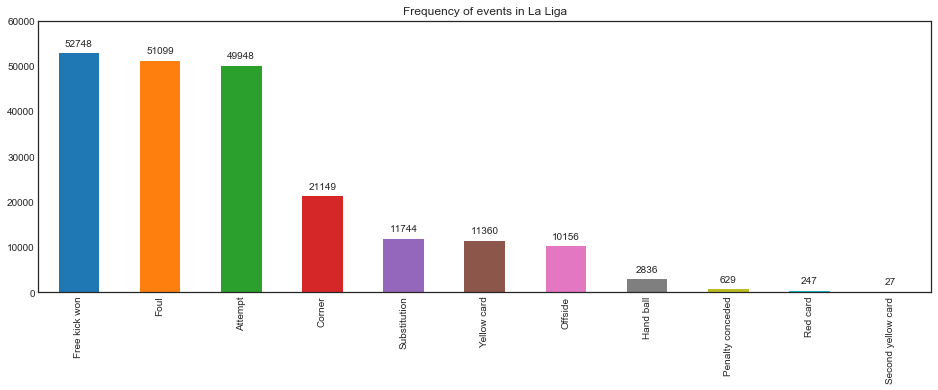 Frequency of events in La Liga
60000
50000
40000
30000
20000
10000
0
52748
51099
49948
21149
11744
11360
10156
2836
629
247
27
Free kick won
Foul
Attempt
Corner
Substitution
Yellow card
Offside
Hand ball
Penalty conceded
Red card
Second yellow card